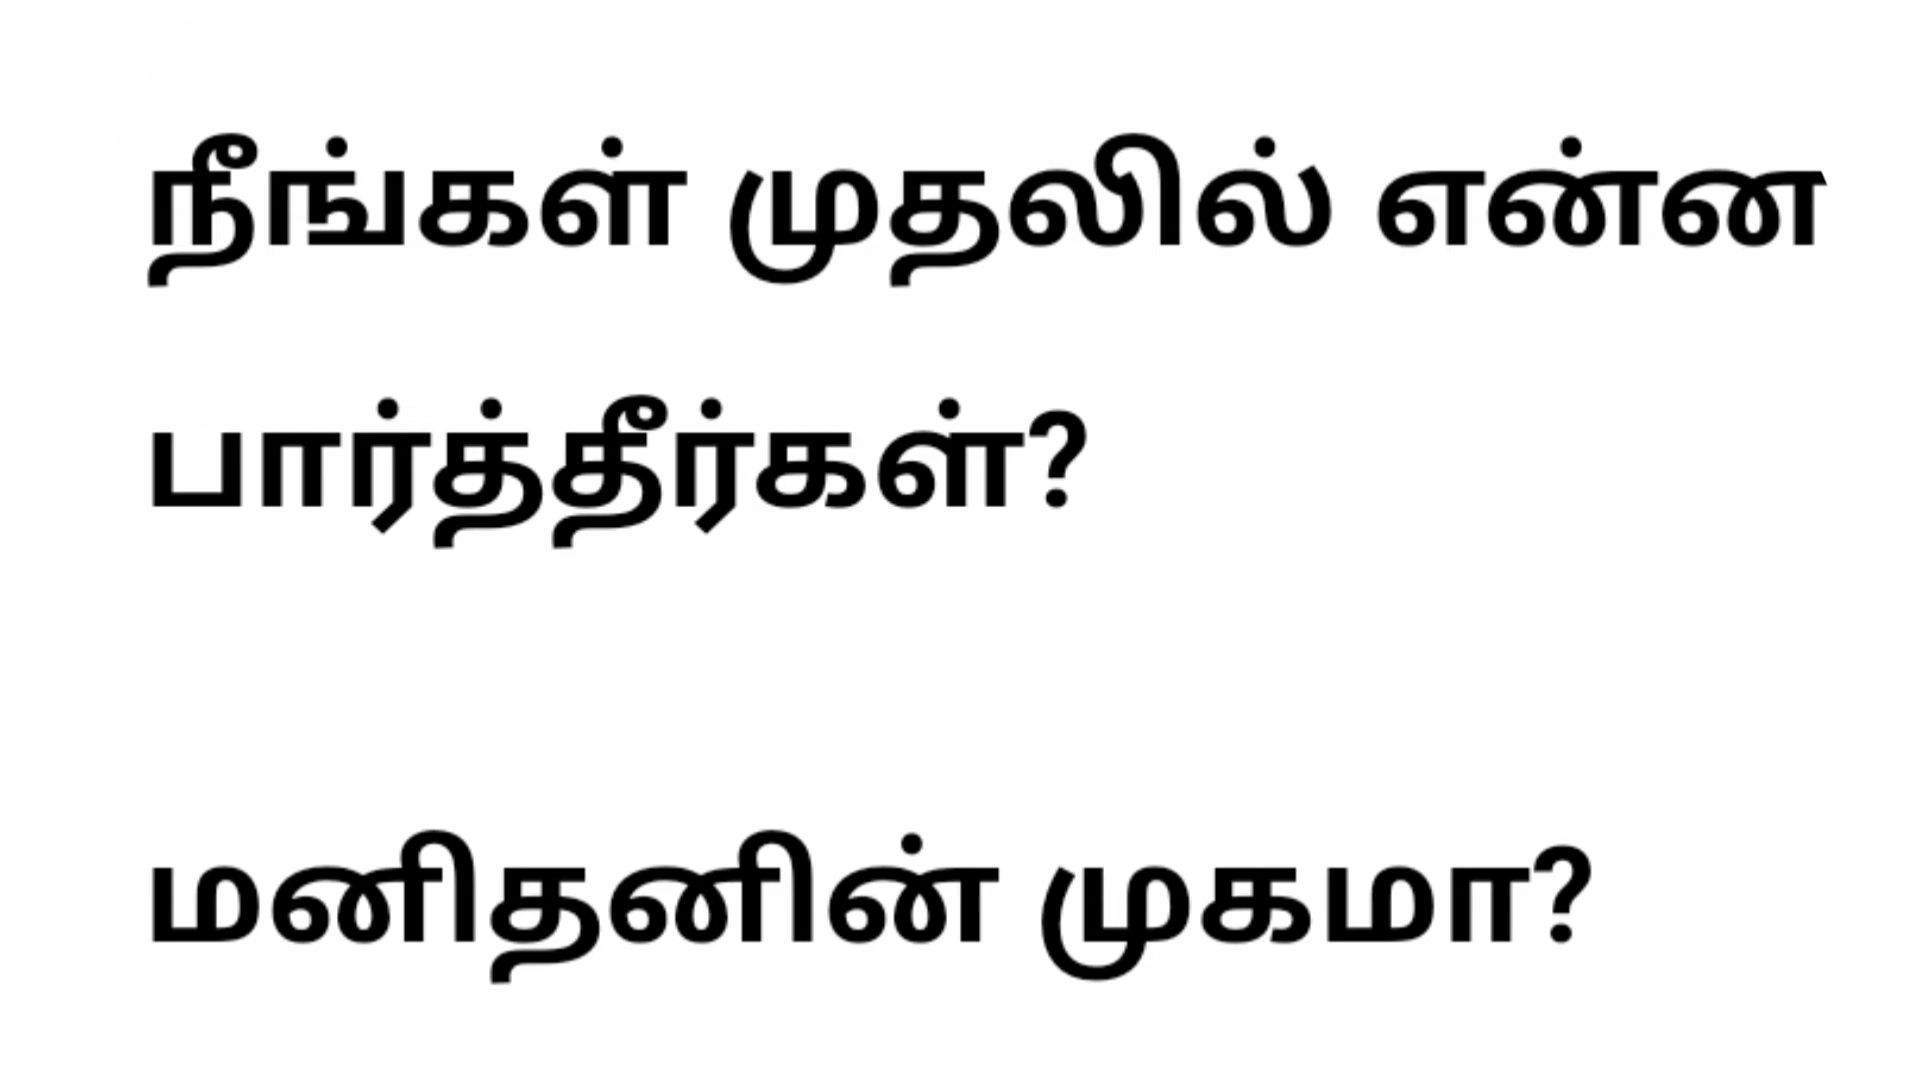 நீங்கள் முதலில் என்ன
பார்த்தீர்கள்?
மனிதனின் முகமா?